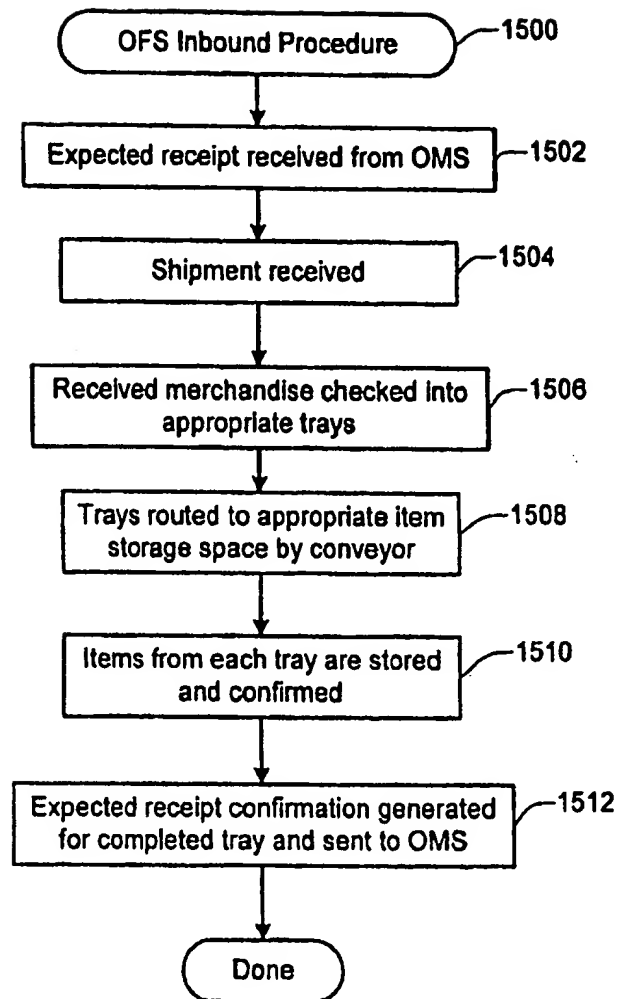 OFS Inbound Procedure
1500
Expected receipt received from OMS
1502
Shipment received
1504
Received merchandise checked into
appropriate trays
1506
Trays routed to appropriate item
storage space by conveyor
1508
Items from each tray are stored
and confirmed
1510
Expected receipt confirmation generated
for completed tray and sent to OMS
1512
Done